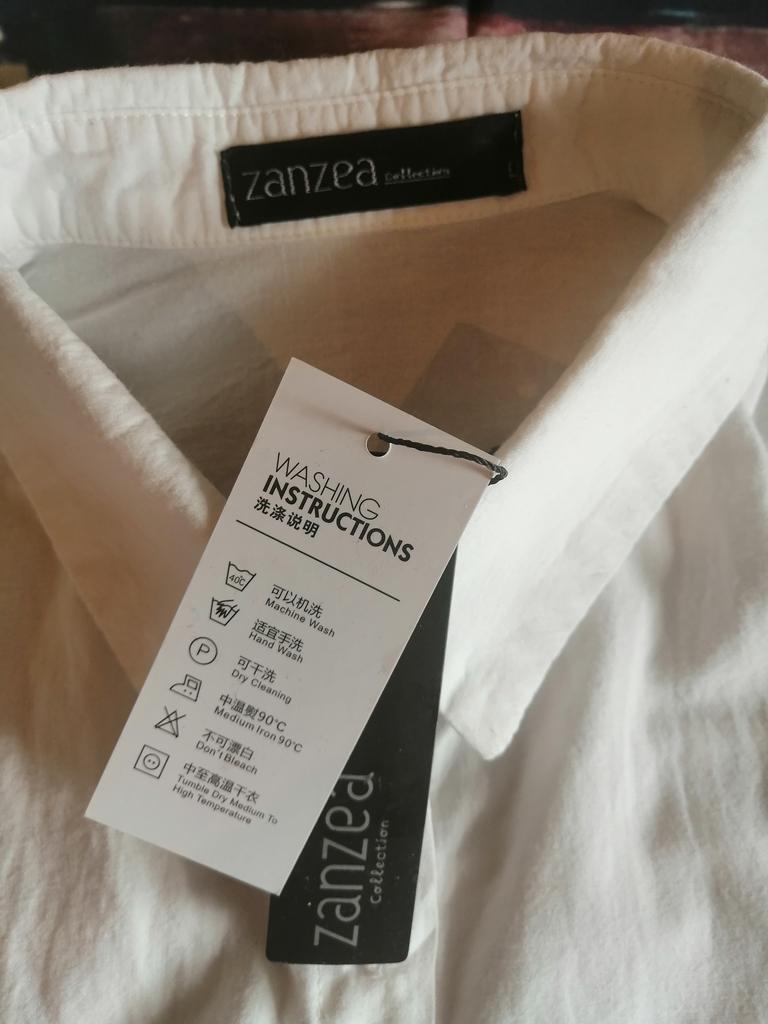 zanzea collection L
WASHING
INSTRUCTIONS
洗涤说明
40℃
可以机洗
Machine Wash
适宜手洗
Hand Wash
P
可干洗
Dry Cleaning
中温熨90℃
Medium Iron 90℃
不可漂白
Don't Bleach
中至高温干衣
Tumble Dry Medium To
High Temperature
zanzea
Collection